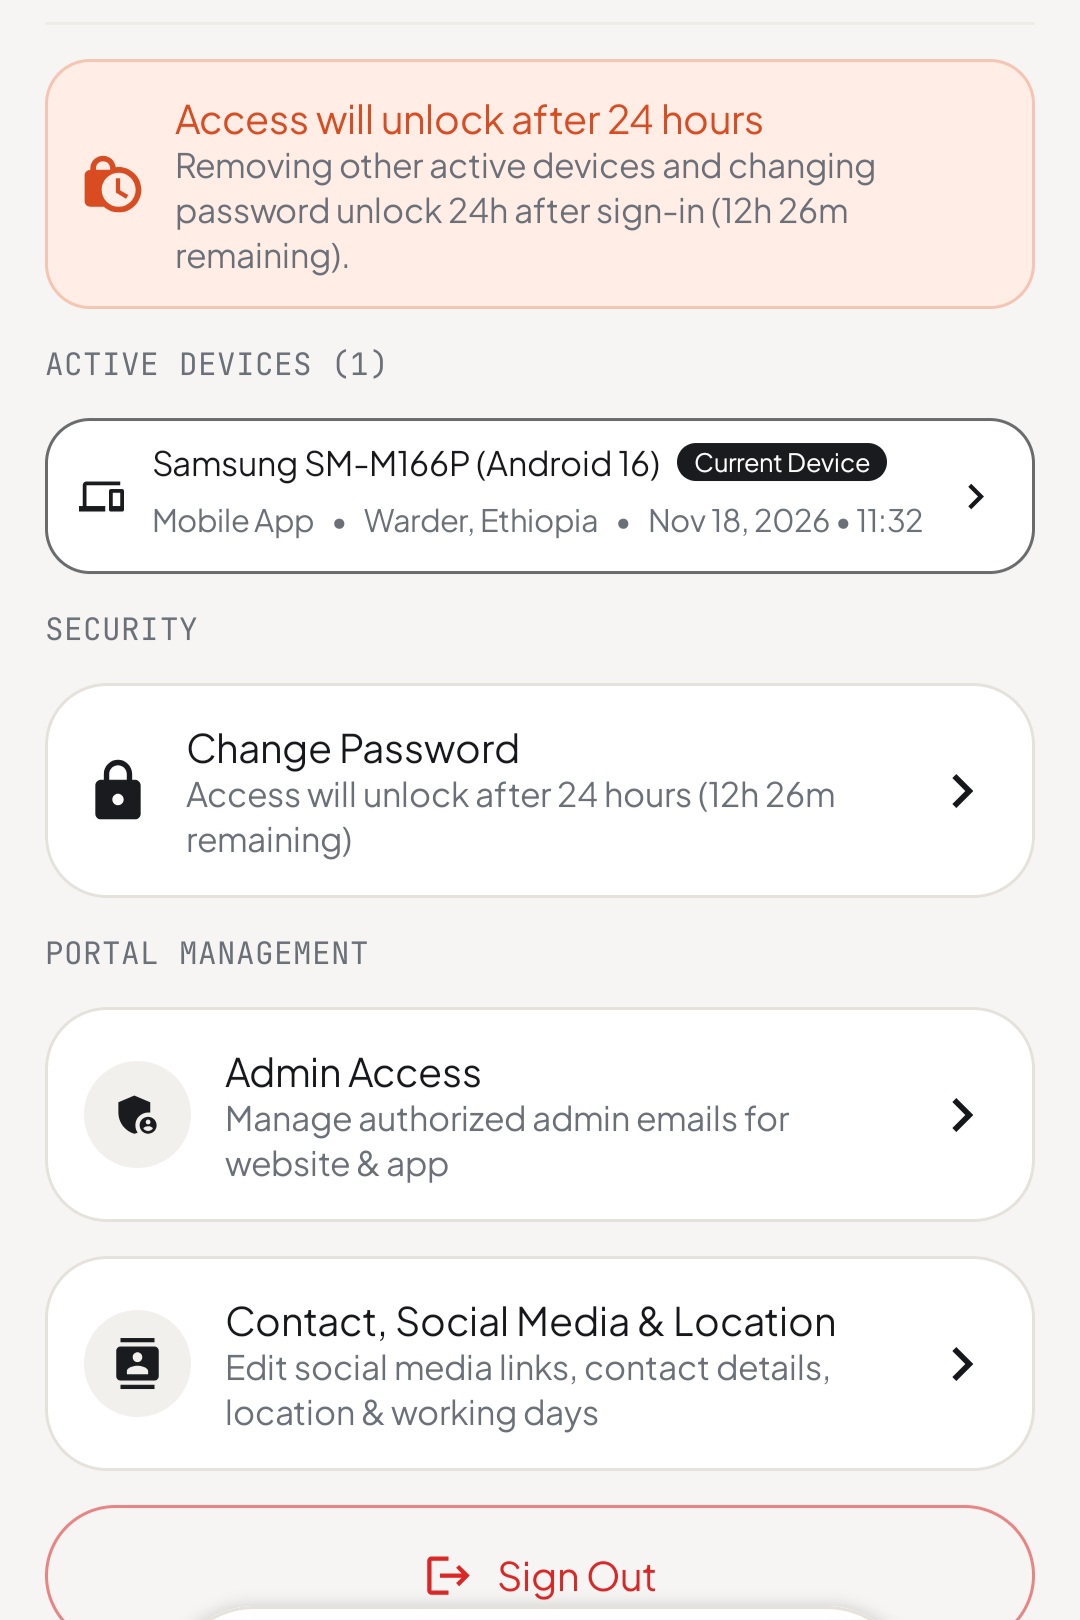 Access will unlock after 24 hours
Removing other active devices and changing
password unlock 24h after sign-in (12h 26m
remaining).
ACTIVE DEVICES (1)
Samsung SM-M166P (Android 16) Current Device
Mobile App • Warder, Ethiopia • Nov 18, 2026 • 11:32
SECURITY
Change Password
Access will unlock after 24 hours (12h 26m
remaining)
PORTAL MANAGEMENT
Admin Access
Manage authorized admin emails for
website & app
Contact, Social Media & Location
Edit social media links, contact details,
location & working days
Sign Out